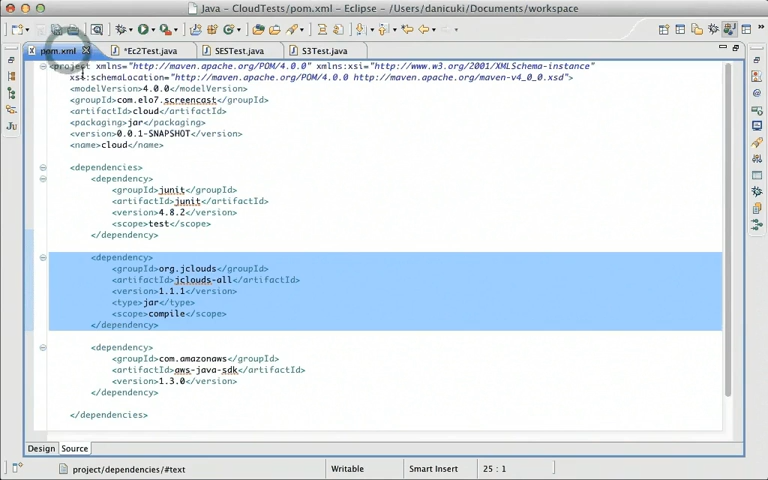 Java - CloudTests/pom.xml - Eclipse - /Users/danicuki/Documents/workspace
pom.xml
*Ec2Test.java
SESTest.java
S3Test.java
<project xmlns="http://maven.apache.org/POM/4.0.0" xmlns:xsi="http://www.w3.org/2001/XMLSchema-instance"
xsi:schemaLocation="http://maven.apache.org/POM/4.0.0 http://maven.apache.org/maven-v4_0_0.xsd">
<modelVersion>4.0.0</modelVersion>
<groupId>com.elo7.screencast</groupId>
<artifactId>cloud</artifactId>
<packaging>jar</packaging>
<version>0.0.1-SNAPSHOT</version>
<name>cloud</name>
<dependencies>
<dependency>
<groupId>junit</groupId>
<artifactId>junit</artifactId>
<version>4.8.2</version>
<scope>test</scope>
</dependency>
<dependency>
<groupId>org.jclouds</groupId>
<artifactId>jclouds-all</artifactId>
<version>1.1.1</version>
<type>jar</type>
<scope>compile</scope>
</dependency>
<dependency>
<groupId>com.amazonaws</groupId>
<artifactId>aws-java-sdk</artifactId>
<version>1.3.0</version>
</dependency>
</dependencies>
Design
Source
project/dependencies/#text
Writable
Smart Insert
25 : 1
Ju